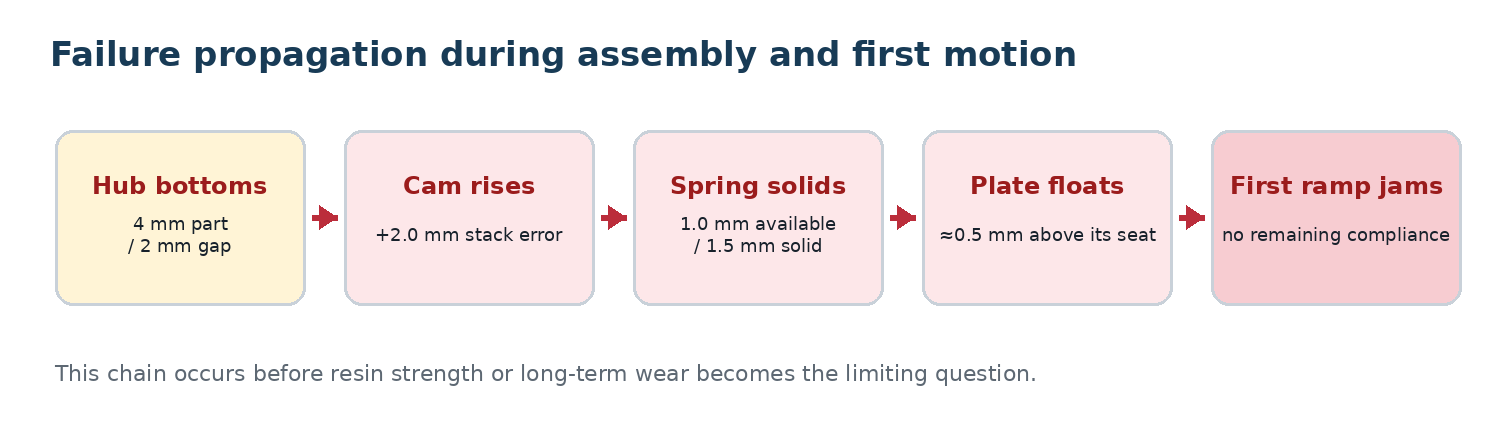 Failure propagation during assembly and first motion
Hub bottoms
4 mm part
/ 2 mm gap
Cam rises
+2.0 mm stack error
Spring solids
1.0 mm available
/ 1.5 mm solid
Plate floats
≈0.5 mm above its seat
First ramp jams
no remaining compliance
This chain occurs before resin strength or long-term wear becomes the limiting question.